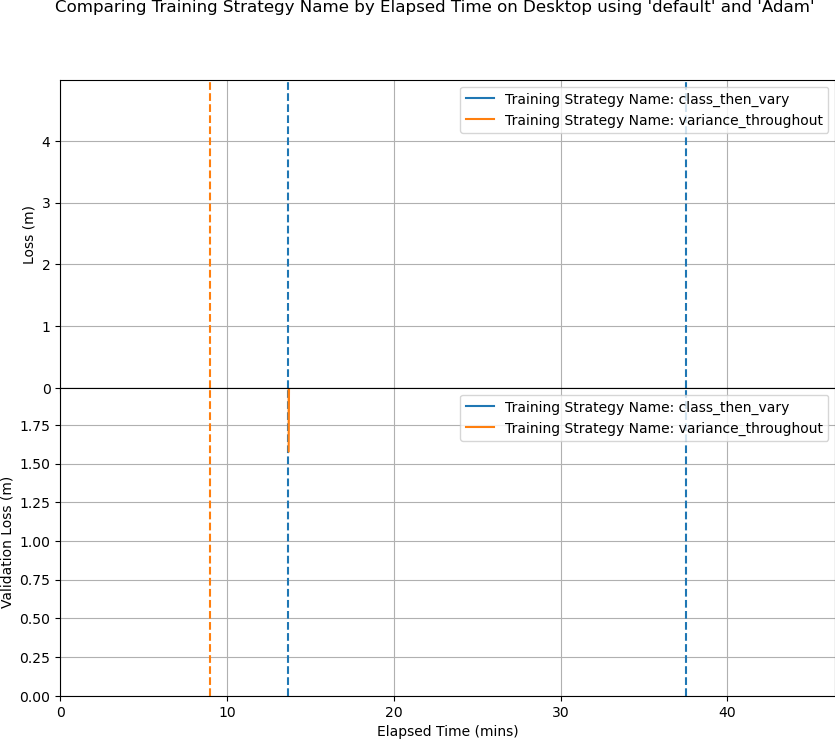 Comparing Training Strategy Name by Elapsed Time on Desktop using 'default' and 'Adam'
Training Strategy Name: class_then_vary
Training Strategy Name: variance_throughout
4
3
2
1
0
Loss (m)
Training Strategy Name: class_then_vary
Training Strategy Name: variance_throughout
1.75
1.50
1.25
1.00
0.75
0.50
0.25
0.00
Validation Loss (m)
0 10 20 30 40
Elapsed Time (mins)